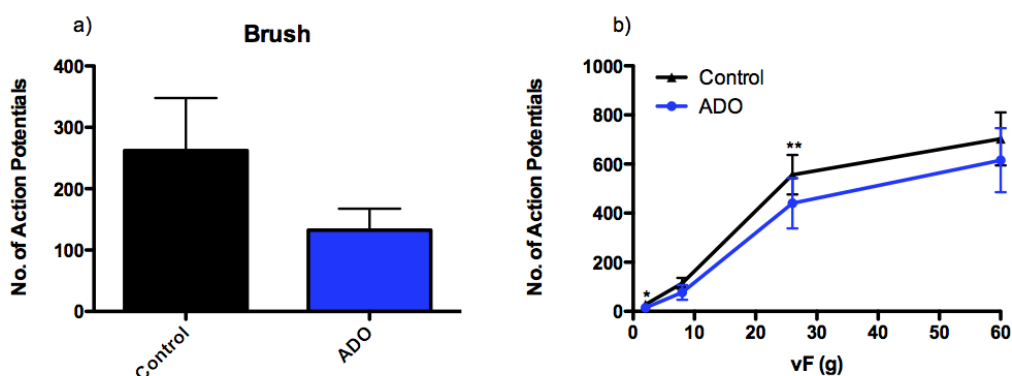 a)
Brush
No. of Action Potentials
400
300
200
100
0
Control
ADO
b)
No. of Action Potentials
1000
800
600
400
200
0
Control
ADO
*
**
0 10 20 30 40 50 60
vF (g)